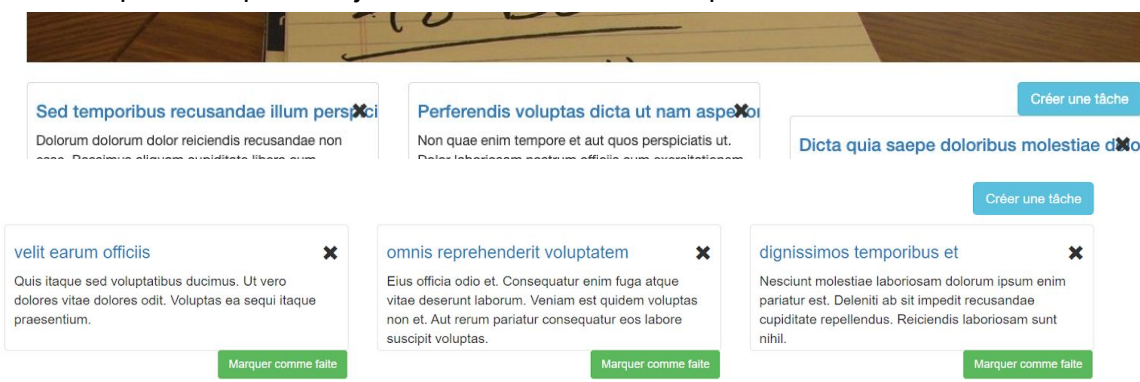 Créer une tâche
Sed temporibus recusandae illum
Dolorum dolorum dolor reiciendis recusandae non
Perferendis voluptas dicta ut nam
Non quae enim tempore et aut quos perspiciatis ut.
Dicta quia saepe doloribus molestiae
Créer une tâche
velit earum officiis
Quis itaque sed voluptatibus ducimus. Ut vero
dolores vitae dolores odit. Voluptas ea sequi itaque
praesentium.
Marquer comme faite
omnis reprehenderit voluptatem
Eius officia odio et. Consequatur enim fuga atque
vitae deserunt laborum. Veniam est quidem voluptas
non et. Aut rerum pariatur consequatur eos labore
suscipit voluptas.
Marquer comme faite
dignissimos temporibus et
Nesciunt molestiae laboriosam dolorum ipsum enim
pariatur est. Deleniti ab sit impedit recusandae
cupiditate repellendus. Reiciendis laboriosam sunt
nihil.
Marquer comme faite